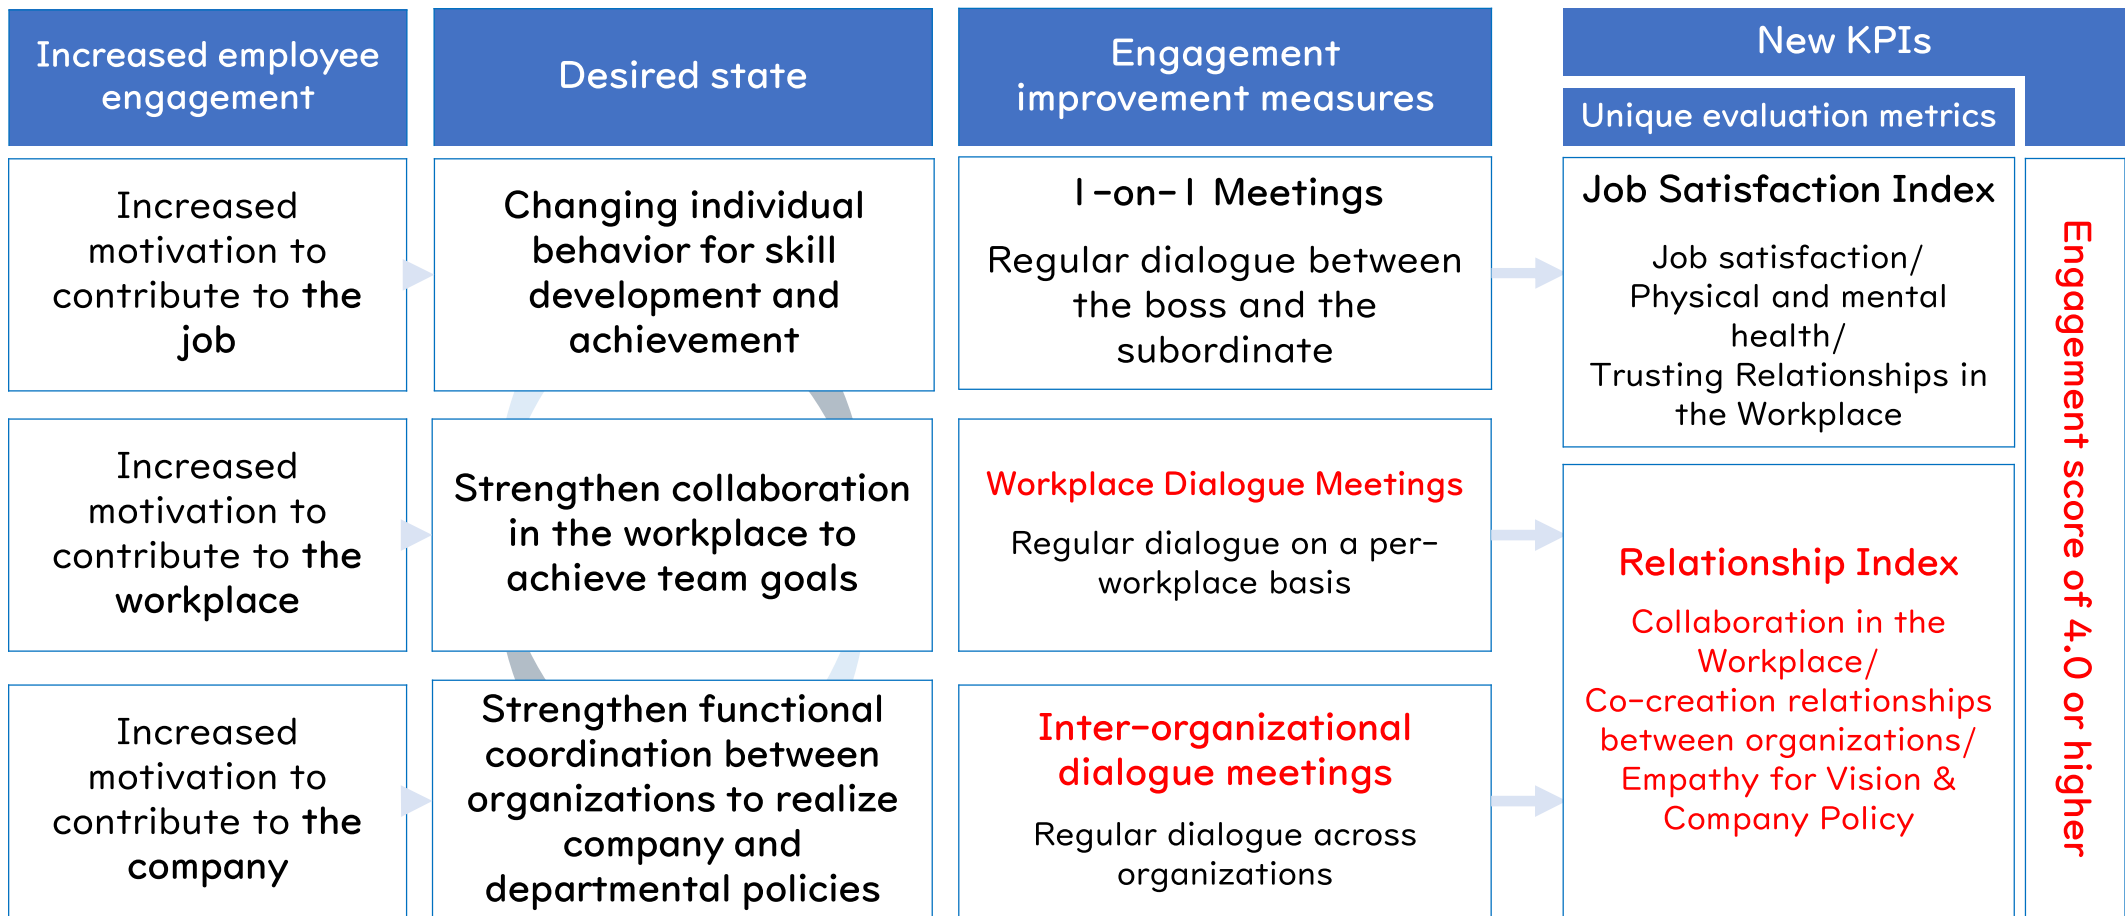 Increased employee
engagement
Desired state
Engagement
improvement measures
New KPIs
Unique evaluation metrics
Increased
motivation to
contribute to the
job
Changing individual
behavior for skill
development and
achievement
1-on-1 Meetings
Regular dialogue between
the boss and the
subordinate
Job Satisfaction Index
Job satisfaction/
Physical and mental
health/
Trusting Relationships in
the Workplace
Increased
motivation to
contribute to the
workplace
Strengthen collaboration
in the workplace to
achieve team goals
Workplace Dialogue Meetings
Regular dialogue on a per-
workplace basis
Relationship Index
Collaboration in the
Workplace/
Co-creation relationships
between organizations/
Empathy for Vision &
Company Policy
Increased
motivation to
contribute to the
company
Strengthen functional
coordination between
organizations to realize
company and
departmental policies
Inter-organizational
dialogue meetings
Regular dialogue across
organizations
Engagement score of 4.0 or higher